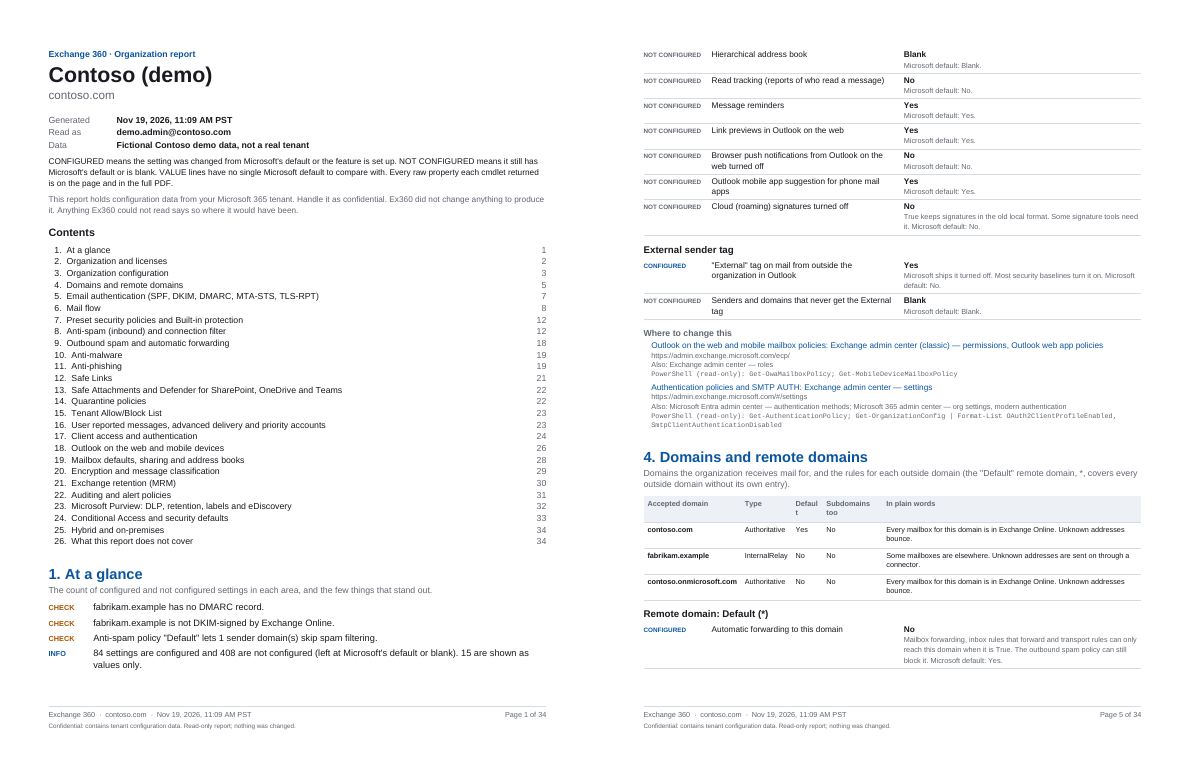 Exchange 360 · Organization report
Contoso (demo)
contoso.com
Generated Nov 19, 2026, 11:09 AM PST
Read as demo.admin@contoso.com
Data Fictional Contoso demo data, not a real tenant
CONFIGURED means the setting was changed from Microsoft's default or the feature is set up. NOT CONFIGURED means it still has
Microsoft's default or is blank. VALUE lines have no single Microsoft default to compare with. Every raw property each cmdlet returned
is on the page and in the full PDF.
This report holds configuration data from your Microsoft 365 tenant. Handle it as confidential. Ex360 did not change anything to produce
it. Anything Ex360 could not read says so where it would have been.
Contents
1. At a glance 1
2. Organization and licenses 2
3. Organization configuration 3
4. Domains and remote domains 5
5. Email authentication (SPF, DKIM, DMARC, MTA-STS, TLS-RPT) 7
6. Mail flow 8
7. Preset security policies and Built-in protection 12
8. Anti-spam (inbound) and connection filter 12
9. Outbound spam and automatic forwarding 18
10. Anti-malware 19
11. Anti-phishing 19
12. Safe Links 21
13. Safe Attachments and Defender for SharePoint, OneDrive and Teams 22
14. Quarantine policies 22
15. Tenant Allow/Block List 23
16. User reported messages, advanced delivery and priority accounts 23
17. Client access and authentication 24
18. Outlook on the web and mobile devices 26
19. Mailbox defaults, sharing and address books 28
20. Encryption and message classification 29
21. Exchange retention (MRM) 30
22. Auditing and alert policies 31
23. Microsoft Purview: DLP, retention, labels and eDiscovery 32
24. Conditional Access and security defaults 33
25. Hybrid and on-premises 34
26. What this report does not cover 34
1. At a glance
The count of configured and not configured settings in each area, and the few things that stand out.
CHECK fabrikam.example has no DMARC record.
CHECK fabrikam.example is not DKIM-signed by Exchange Online.
CHECK Anti-spam policy "Default" lets 1 sender domain(s) skip spam filtering.
INFO 84 settings are configured and 408 are not configured (left at Microsoft's default or blank). 15 are shown as
values only.
Exchange 360 · contoso.com · Nov 19, 2026, 11:09 AM PST Page 1 of 34
Confidential: contains tenant configuration data. Read-only report; nothing was changed.
NOT CONFIGURED Hierarchical address book Blank
Microsoft default: Blank.
NOT CONFIGURED Read tracking (reports of who read a message) No
Microsoft default: No.
NOT CONFIGURED Message reminders Yes
Microsoft default: Yes.
NOT CONFIGURED Link previews in Outlook on the web Yes
Microsoft default: Yes.
NOT CONFIGURED Browser push notifications from Outlook on the No
web turned off Microsoft default: No.
NOT CONFIGURED Outlook mobile app suggestion for phone mail Yes
apps Microsoft default: Yes.
NOT CONFIGURED Cloud (roaming) signatures turned off No
True keeps signatures in the old local format. Some signature tools need
it. Microsoft default: No.
External sender tag
CONFIGURED "External" tag on mail from outside the Yes
organization in Outlook Microsoft ships it turned off. Most security baselines turn it on. Microsoft
default: No.
NOT CONFIGURED Senders and domains that never get the External Blank
tag Microsoft default: Blank.
Where to change this
Outlook on the web and mobile mailbox policies: Exchange admin center (classic) — permissions, Outlook web app policies
https://admin.exchange.microsoft.com/ecp/
Also: Exchange admin center — roles
PowerShell (read-only): Get-OwaMailboxPolicy; Get-MobileDeviceMailboxPolicy
Authentication policies and SMTP AUTH: Exchange admin center — settings
https://admin.exchange.microsoft.com/#/settings
Also: Microsoft Entra admin center — authentication methods; Microsoft 365 admin center — org settings, modern authentication
PowerShell (read-only): Get-AuthenticationPolicy; Get-OrganizationConfig | Format-List OAuth2ClientProfileEnabled,
SmtpClientAuthenticationDisabled
4. Domains and remote domains
Domains the organization receives mail for, and the rules for each outside domain (the "Default" remote domain, *, covers every
outside domain without its own entry).
Accepted domain Type Defaul Subdomains In plain words
t too
contoso.com Authoritative Yes No Every mailbox for this domain is in Exchange Online. Unknown addresses
bounce.
fabrikam.example InternalRelay No No Some mailboxes are elsewhere. Unknown addresses are sent on through a
connector.
contoso.onmicrosoft.com Authoritative No No Every mailbox for this domain is in Exchange Online. Unknown addresses
bounce.
Remote domain: Default (*)
CONFIGURED Automatic forwarding to this domain No
Mailbox forwarding, inbox rules that forward and transport rules can only
reach this domain when it is True. The outbound spam policy can still
block it. Microsoft default: Yes.
Exchange 360 · contoso.com · Nov 19, 2026, 11:09 AM PST Page 5 of 34
Confidential: contains tenant configuration data. Read-only report; nothing was changed.